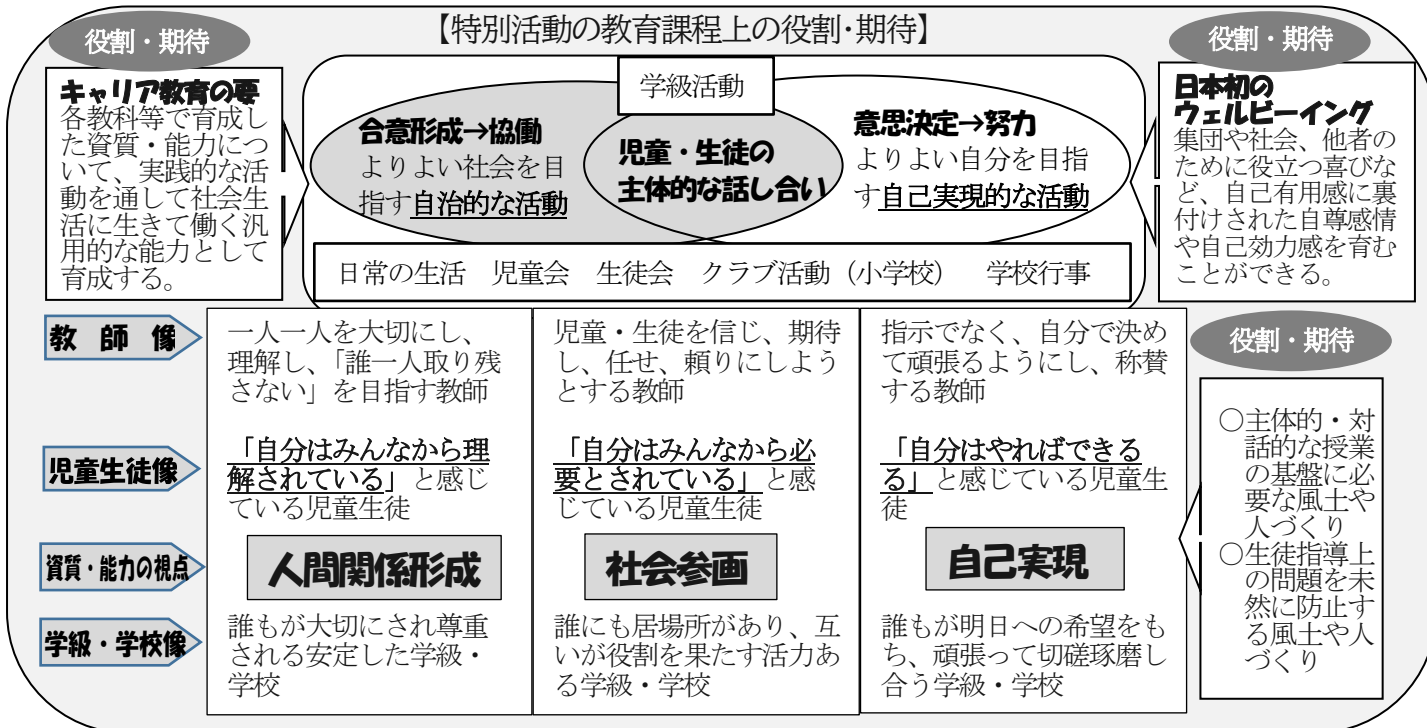 【特別活動の教育課程上の役割・期待】
役割・期待
キャリア教育の要
各教科等で育成し
た資質・能力につ
いて、実践的な活
動を通して社会生
活に生きて働く汎
用的な能力として
育成する。
学級活動
合意形成→協働
よりよい社会を目
指す自治的な活動
児童・生徒の
主体的な話し合い
意思決定→努力
よりよい自分を目指
す自己実現的な活動
日常の生活 児童会 生徒会 クラブ活動（小学校） 学校行事
役割・期待
日本初の
ウェルビーイング
集団や社会、他者の
ために役立つ喜びな
ど、自己有用感に裏
付けされた自尊感情
や自己効力感を育む
ことができる。
教師像
一人一人を大切にし、
理解し、「誰一人取り残
さない」を目指す教師
児童・生徒を信じ、期待
し、任せ、頼りにしよう
とする教師
指示でなく、自分で決め
て頑張るようにし、称賛
する教師
児童生徒像
「自分はみんなから理
解されている」と感じ
ている児童生徒
「自分はみんなから必
要とされている」と感
じている児童生徒
「自分はやればできる
る」と感じている児童生
徒
資質・能力の視点
人間関係形成
社会参画
自己実現
学級・学校像
誰もが大切にされ尊重
される安定した学級・
学校
誰にも居場所があり、互
いが役割を果たす活力あ
る学級・学校
誰もが明日への希望をも
ち、頑張って切磋琢磨し
合う学級・学校
役割・期待
○主体的・対
話的な授業
の基盤に必
要な風土や
人づくり
○生徒指導上
の問題を未
然に防止す
る風土や人
づくり